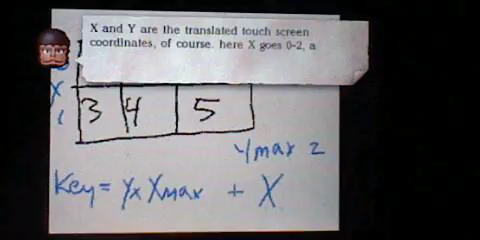 X and Y are the translated touch screen
coordinates, of course. here X goes 0-2, a
Y
1
3 4 5
Ymax 2
Key= Yx Xmax + X